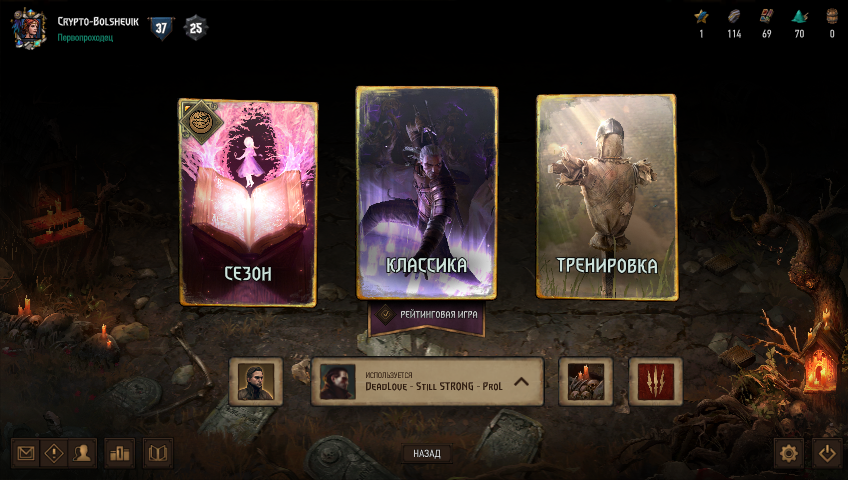 Crypto-Bolshevik
Первопроходец
37
25
1
114
69
70
0
СЕЗОН
КЛАССИКА
ТРЕНИРОВКА
РЕЙТИНГОВАЯ ИГРА
ИСПОЛЬЗУЕТСЯ
DeadLove - Still STRONG - ProL
НАЗАД